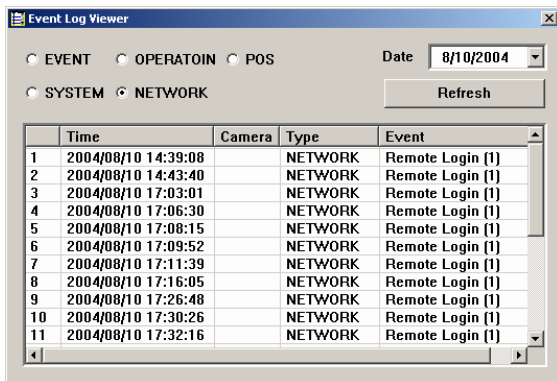 Event Log Viewer
EVENT OPERATOIN POS Date 8/10/2004
SYSTEM NETWORK Refresh
Time Camera Type Event
1 2004/08/10 14:39:08 NETWORK Remote Login (1)
2 2004/08/10 14:43:40 NETWORK Remote Login (1)
3 2004/08/10 17:03:01 NETWORK Remote Login (1)
4 2004/08/10 17:06:30 NETWORK Remote Login (1)
5 2004/08/10 17:08:15 NETWORK Remote Login (1)
6 2004/08/10 17:09:52 NETWORK Remote Login (1)
7 2004/08/10 17:11:39 NETWORK Remote Login (1)
8 2004/08/10 17:16:05 NETWORK Remote Login (1)
9 2004/08/10 17:26:48 NETWORK Remote Login (1)
10 2004/08/10 17:30:26 NETWORK Remote Login (1)
11 2004/08/10 17:32:16 NETWORK Remote Login (1)